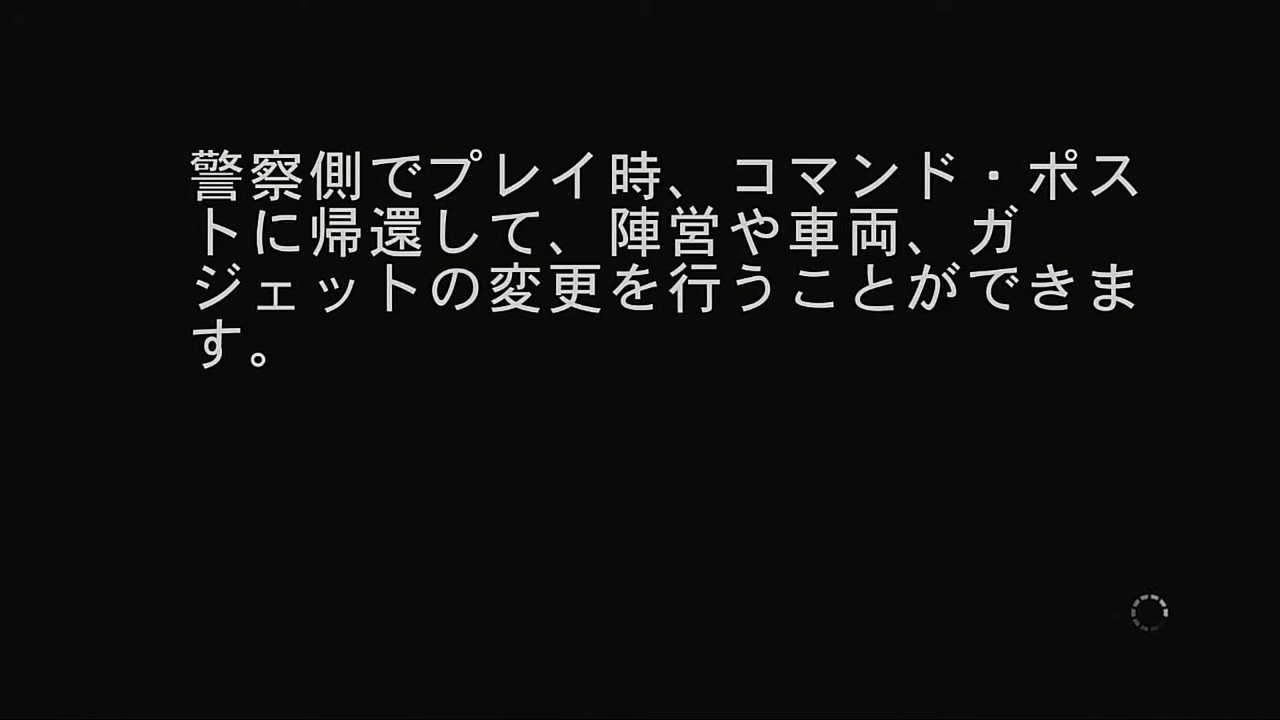 警察側でプレイ時、コマンド・ポス
トに帰還して、陣営や車両、ガ
ジェットの変更を行うことができま
す。